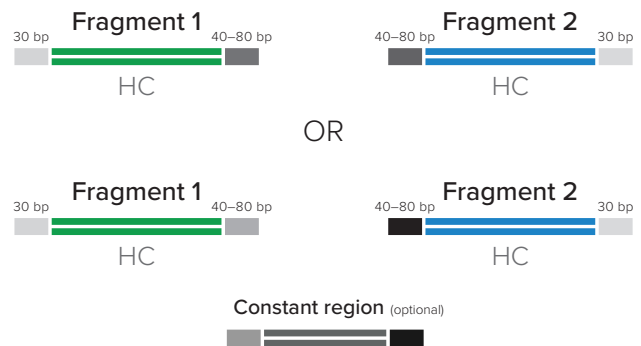 Fragment 1
Fragment 2
30 bp
40–80 bp
40–80 bp
30 bp
HC
HC
OR
Fragment 1
Fragment 2
30 bp
40–80 bp
40–80 bp
30 bp
HC
HC
Constant region (optional)